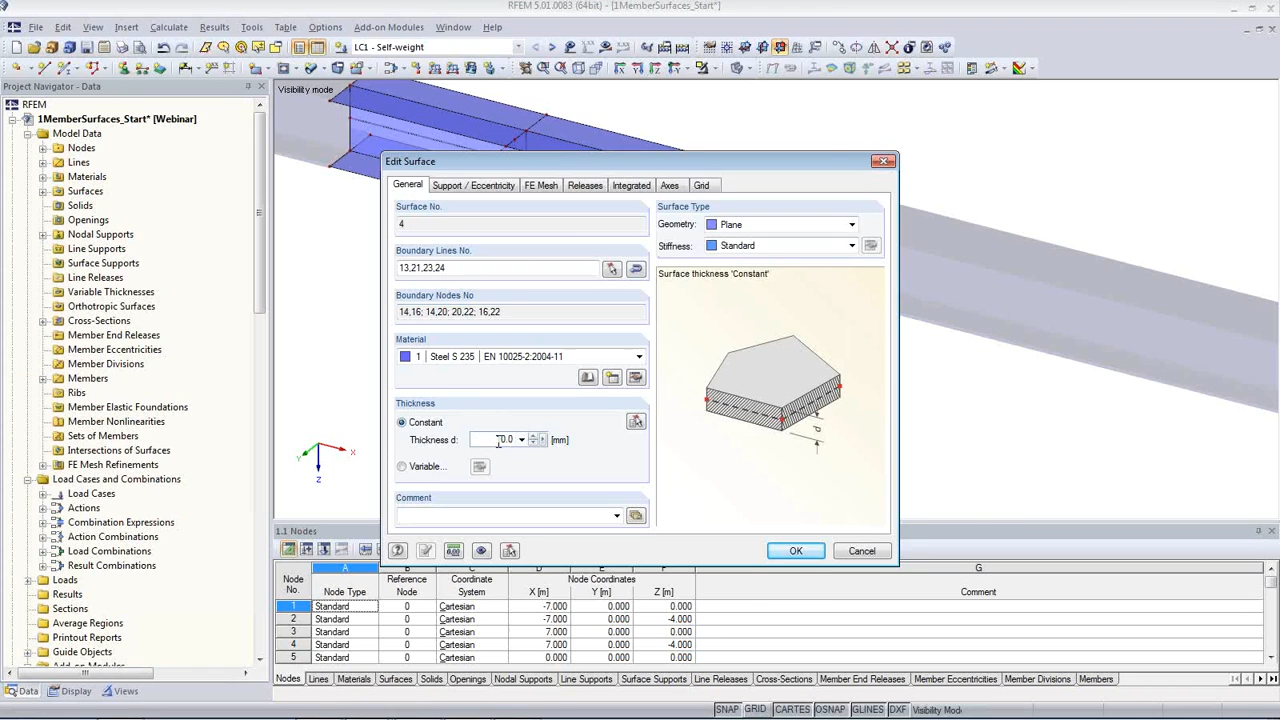 RFEM 5.01.0083 (64bit) - [1MemberSurfaces_Start*]
File Edit View Insert Calculate Results Tools Table Options Add-on Modules Window Help
LC1 - Self-weight
Project Navigator - Data
RFEM
1MemberSurfaces_Start* [Webinar]
Model Data
Nodes
Lines
Materials
Surfaces
Solids
Openings
Nodal Supports
Line Supports
Surface Supports
Line Releases
Variable Thicknesses
Orthotropic Surfaces
Cross-Sections
Member End Releases
Member Eccentricities
Member Divisions
Members
Ribs
Member Elastic Foundations
Member Nonlinearities
Sets of Members
Intersections of Surfaces
FE Mesh Refinements
Load Cases and Combinations
Load Cases
Actions
Combination Expressions
Action Combinations
Load Combinations
Result Combinations
Loads
Results
Sections
Average Regions
Printout Reports
Guide Objects
Data Display Views
Visibility mode
X
Y
Z
Edit Surface
General Support / Eccentricity FE Mesh Releases Integrated Axes Grid
Surface No.
4
Boundary Lines No.
13,21,23,24
Boundary Nodes No
14,16; 14,20; 20,22; 16,22
Material
1 Steel S 235 EN 10025-2:2004-11
Thickness
Constant
Thickness d: [mm]
Variable...
Comment
Surface Type
Geometry: Plane
Stiffness: Standard
Surface thickness 'Constant'
d
OK Cancel
1.1 Nodes
A B C D E F G
Node No. Node Type Reference Node Coordinate System Node Coordinates X [m] Y [m] Z [m] Comment
1 Standard 0 Cartesian -7.000 0.000 0.000
2 Standard 0 Cartesian -7.000 0.000 -4.000
3 Standard 0 Cartesian 7.000 0.000 0.000
4 Standard 0 Cartesian 7.000 0.000 -4.000
5 Standard 0 Cartesian 0.000 0.000
Nodes Lines Materials Surfaces Solids Openings Nodal Supports Line Supports Surface Supports Line Releases Cross-Sections Member End Releases Member Eccentricities Member Divisions Members
SNAP GRID CARTES OSNAP GLINES DXF Visibility Mod